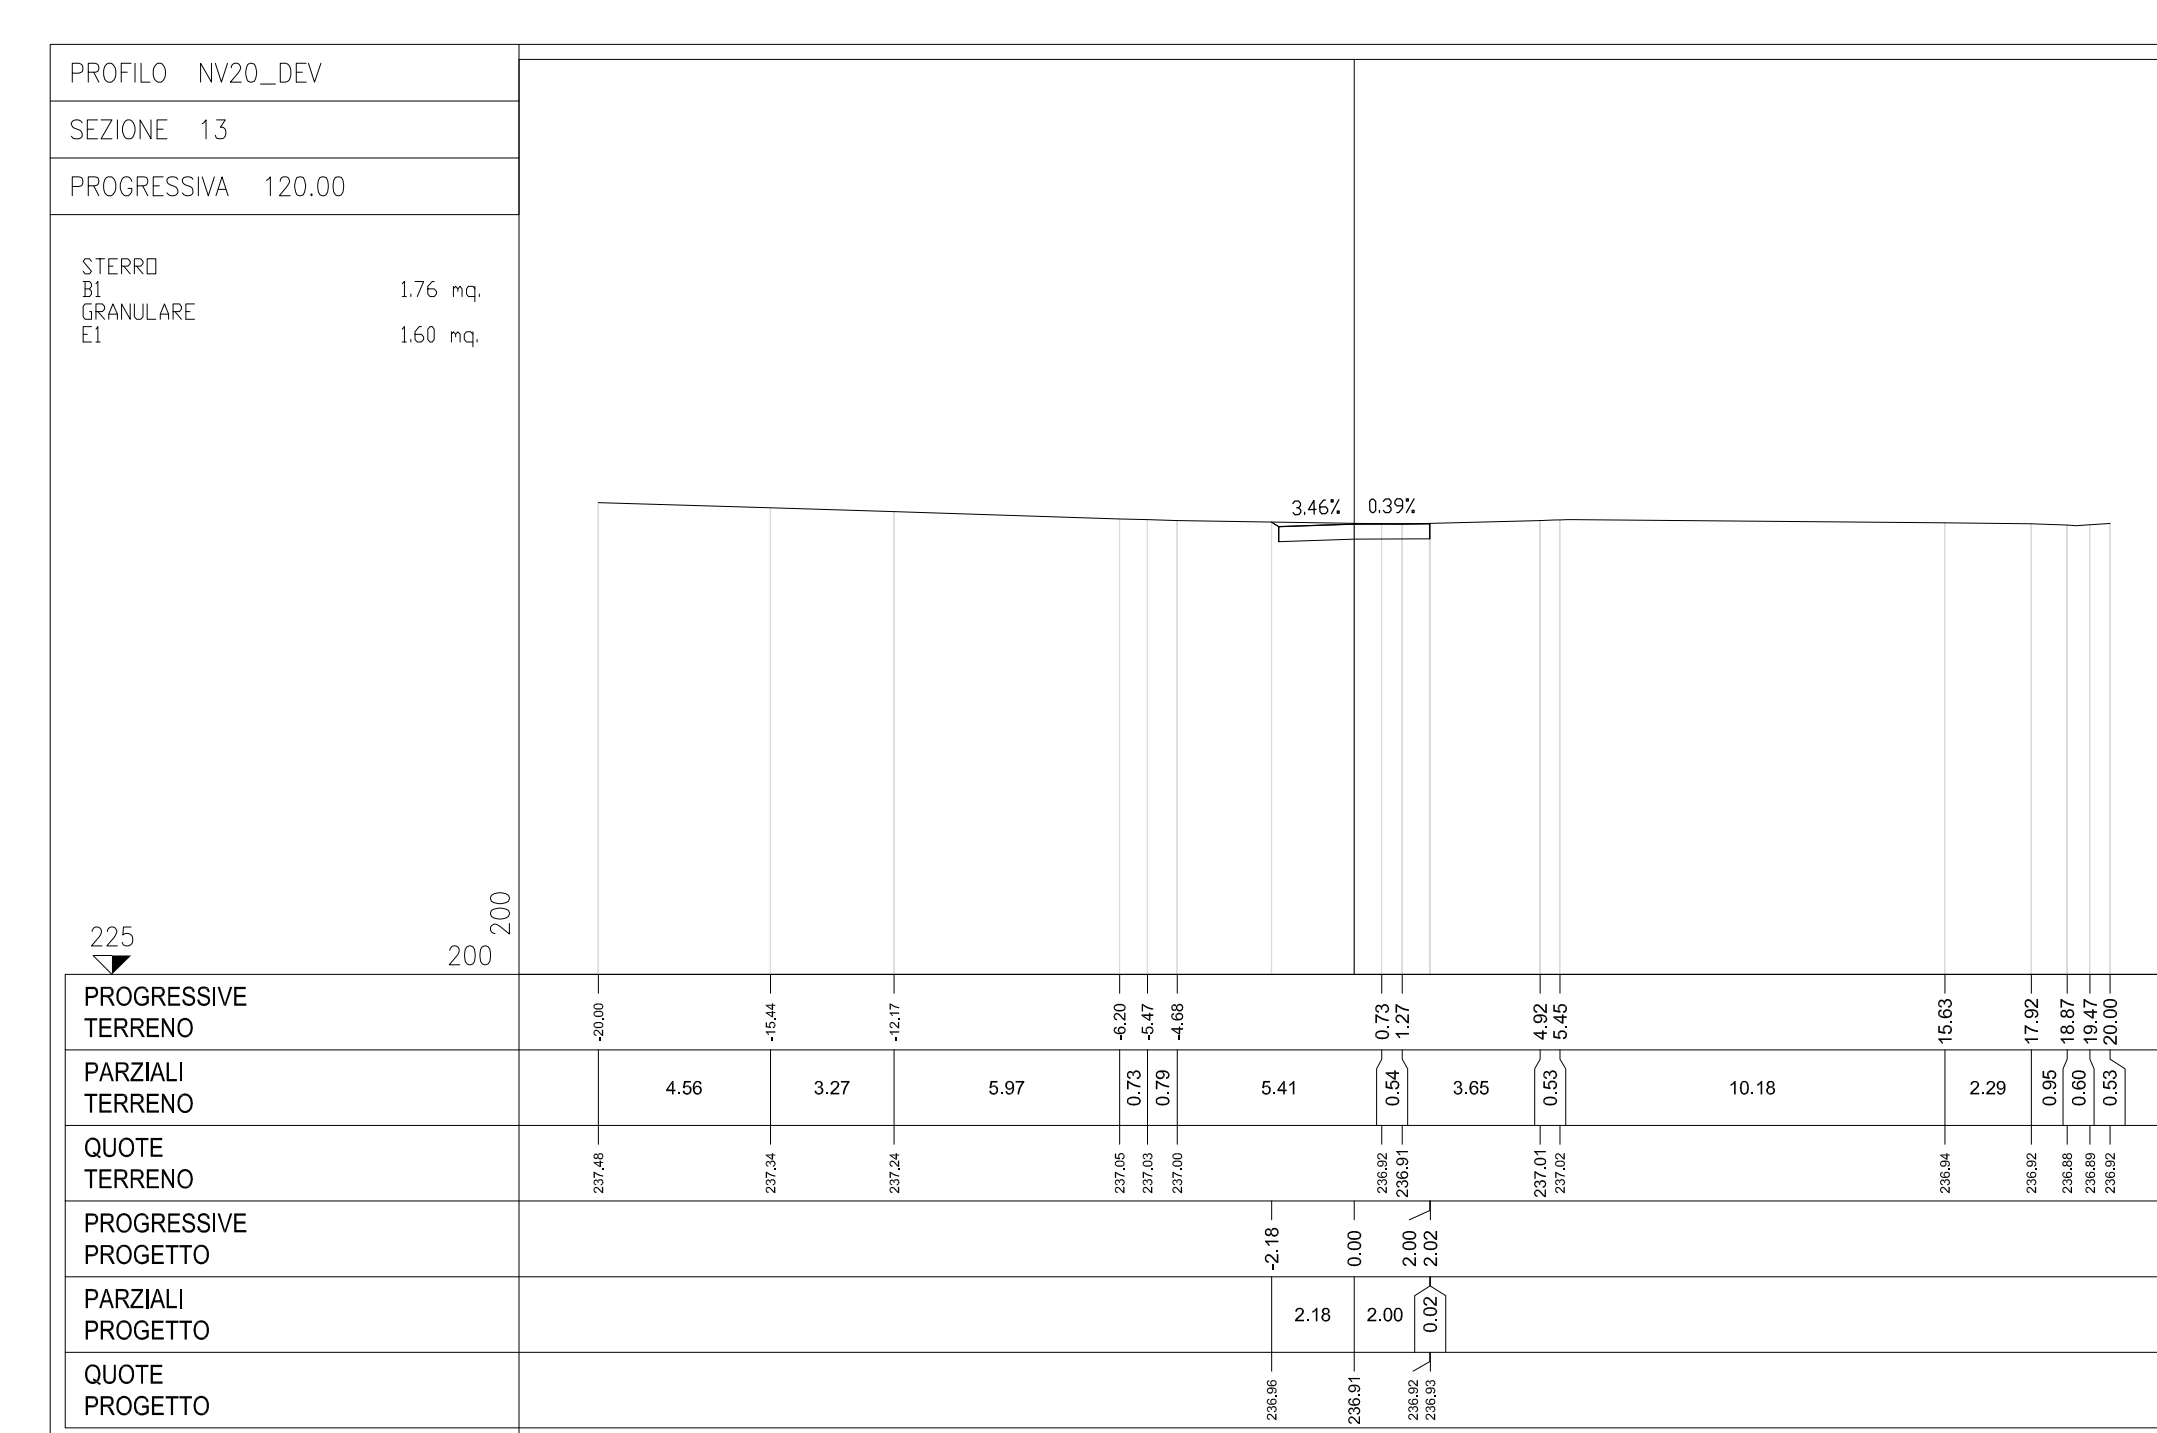 PROFILO NV20_DEV
SEZIONE 13
PROGRESSIVA 120.00
STERRO
B1 1.76 mq.
GRANULARE
E1 1.60 mq.
3.46% 0.39%
225
200
200
PROGRESSIVE
TERRENO
-20.00 -15.44 -12.17 -6.20 -5.47 -4.68 0.73 1.27 4.92 5.45 15.63 17.92 18.87 19.47 20.00
PARZIALI
TERRENO
4.56 3.27 5.97 0.73 0.79 5.41 0.54 3.65 0.53 10.18 2.29 0.95 0.60 0.53
QUOTE
TERRENO
237.48 237.34 237.24 237.05 237.03 237.00 236.92 236.91 237.01 237.02 236.94 236.92 236.88 236.89 236.92
PROGRESSIVE
PROGETTO
-2.18 0.00 2.00 2.02
PARZIALI
PROGETTO
2.18 2.00 0.02
QUOTE
PROGETTO
236.96 236.91 236.92 236.93